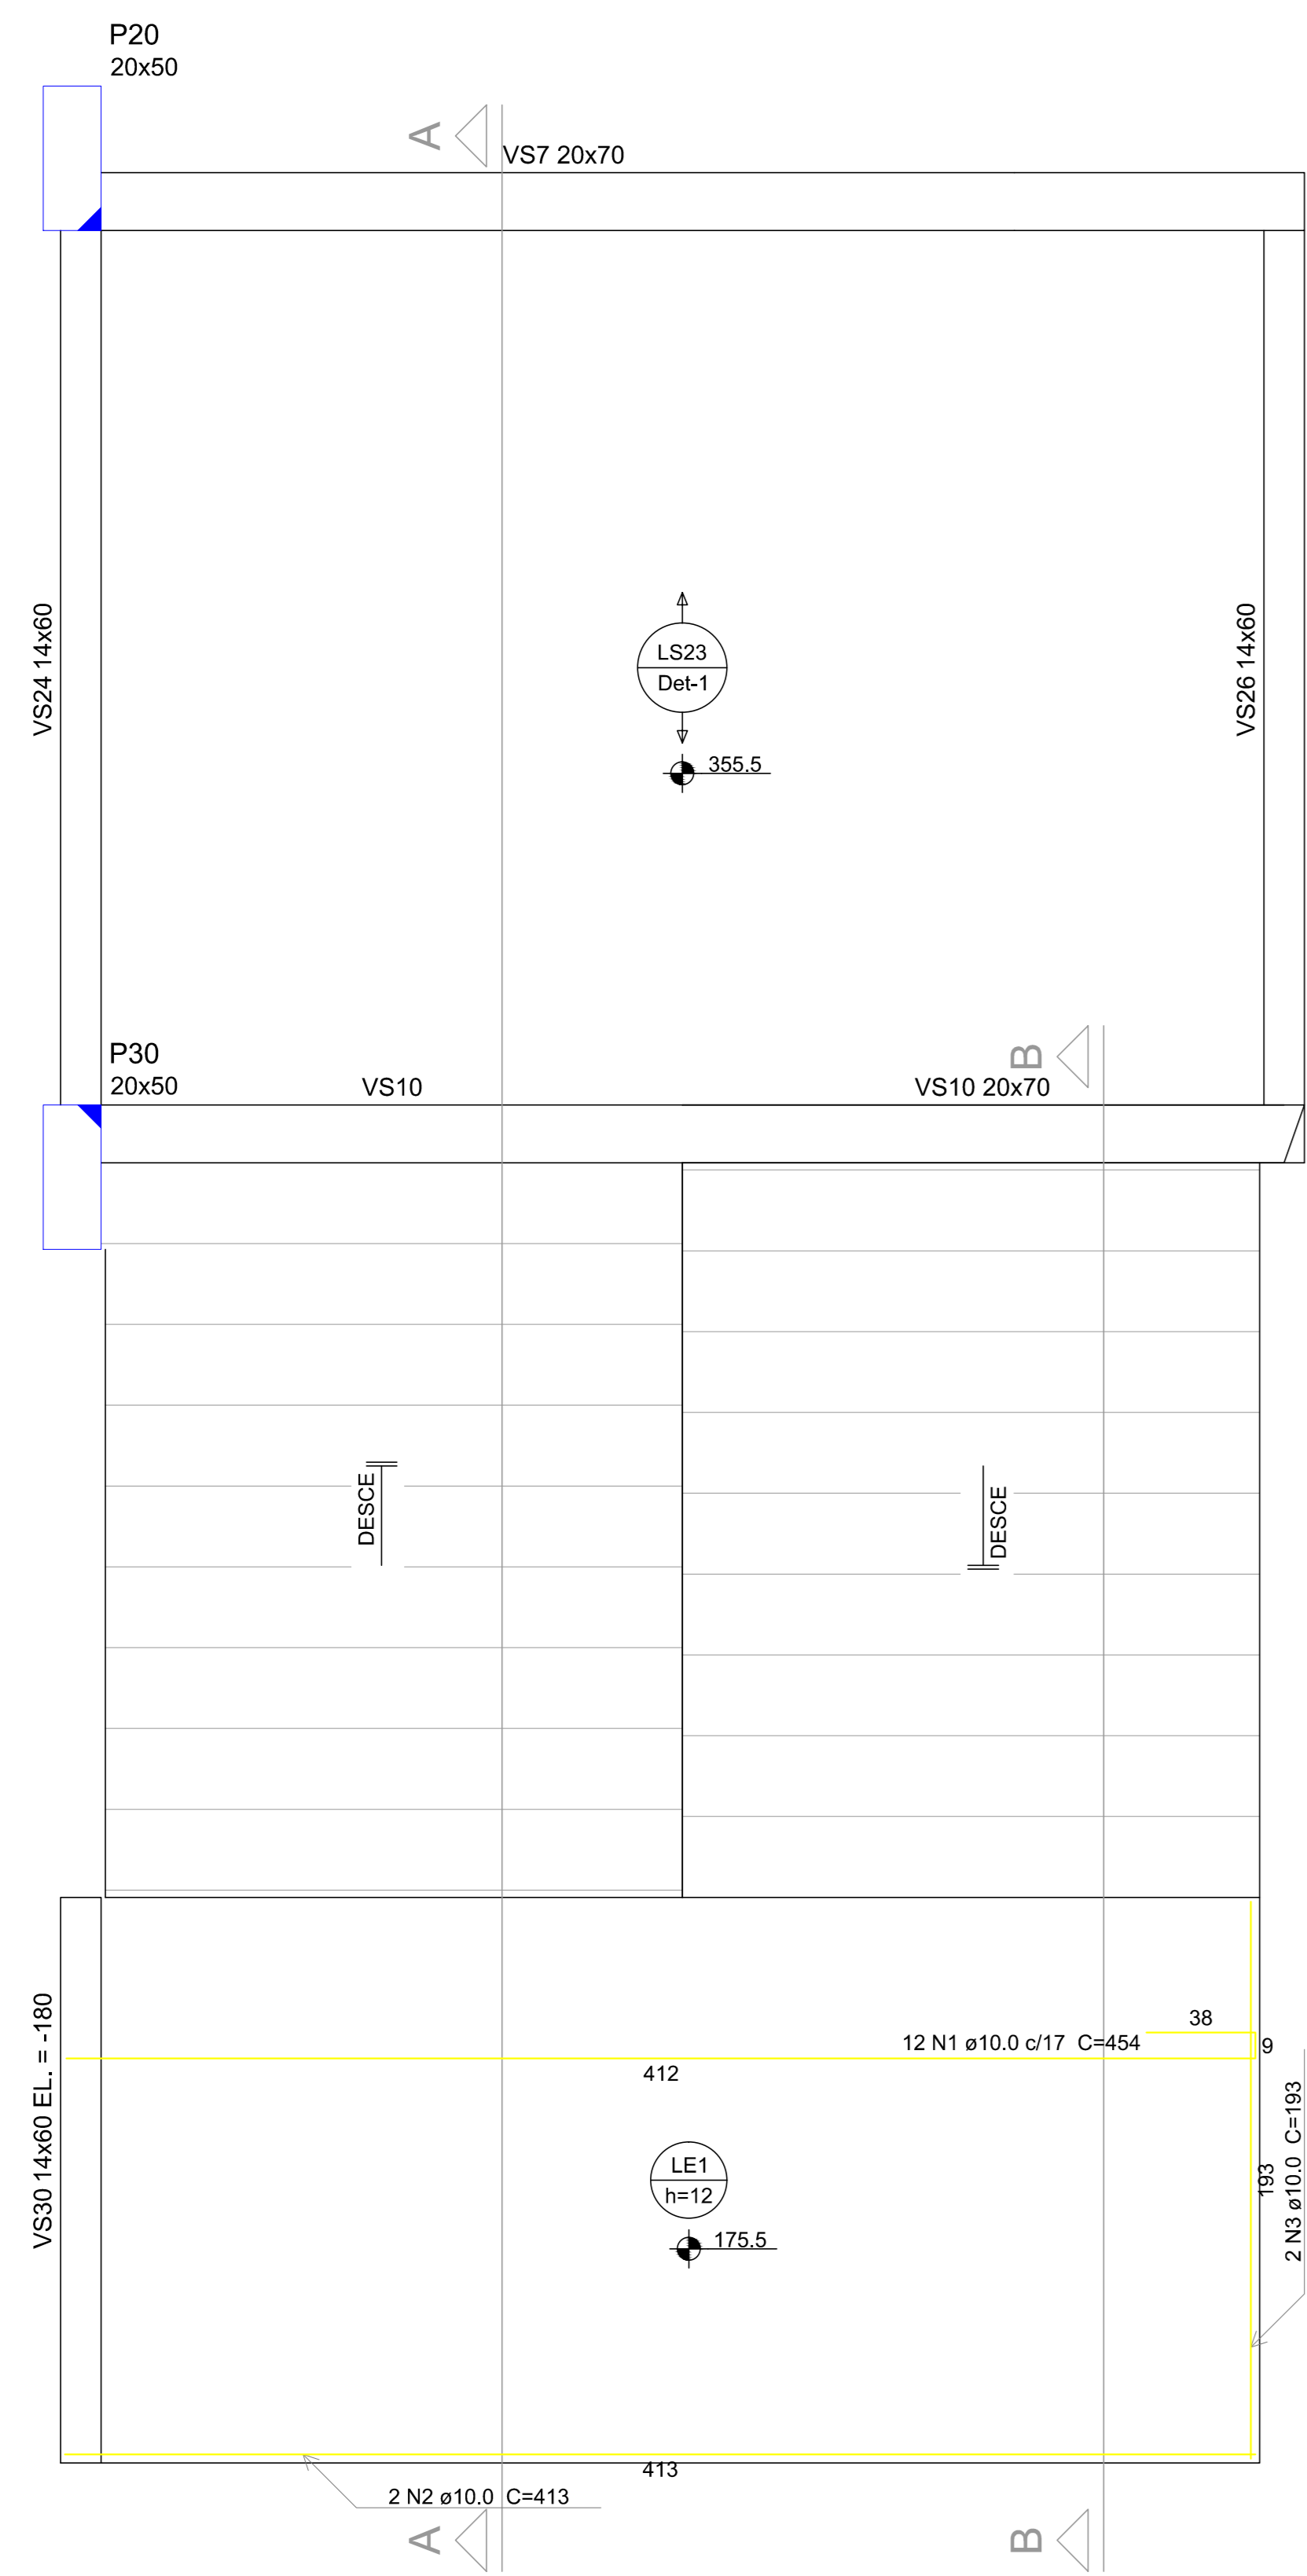 P20
20x50
A
VS7 20x70
VS24 14x60
LS23
Det-1
VS26 14x60
355.5
P30
20x50
VS10
VS10 20x70
B
DESCE
DESCE
VS30 14x60 EL. = -180
38
12 N1 ø10.0 c/17 C=454
9
412
2 N3 ø10.0 C=193
193
LE1
h=12
175.5
413
2 N2 ø10.0 C=413
A
B